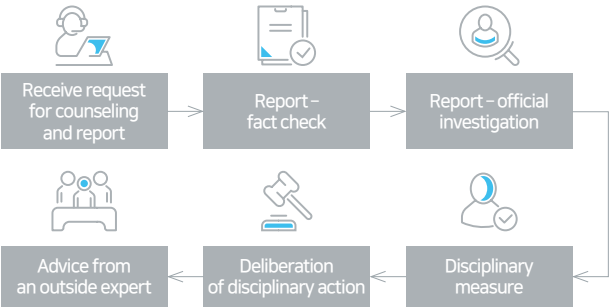 Receive request
for counseling
and report
Report –
fact check
Report – official
investigation
Advice from
an outside expert
Deliberation
of disciplinary action
Disciplinary
measure